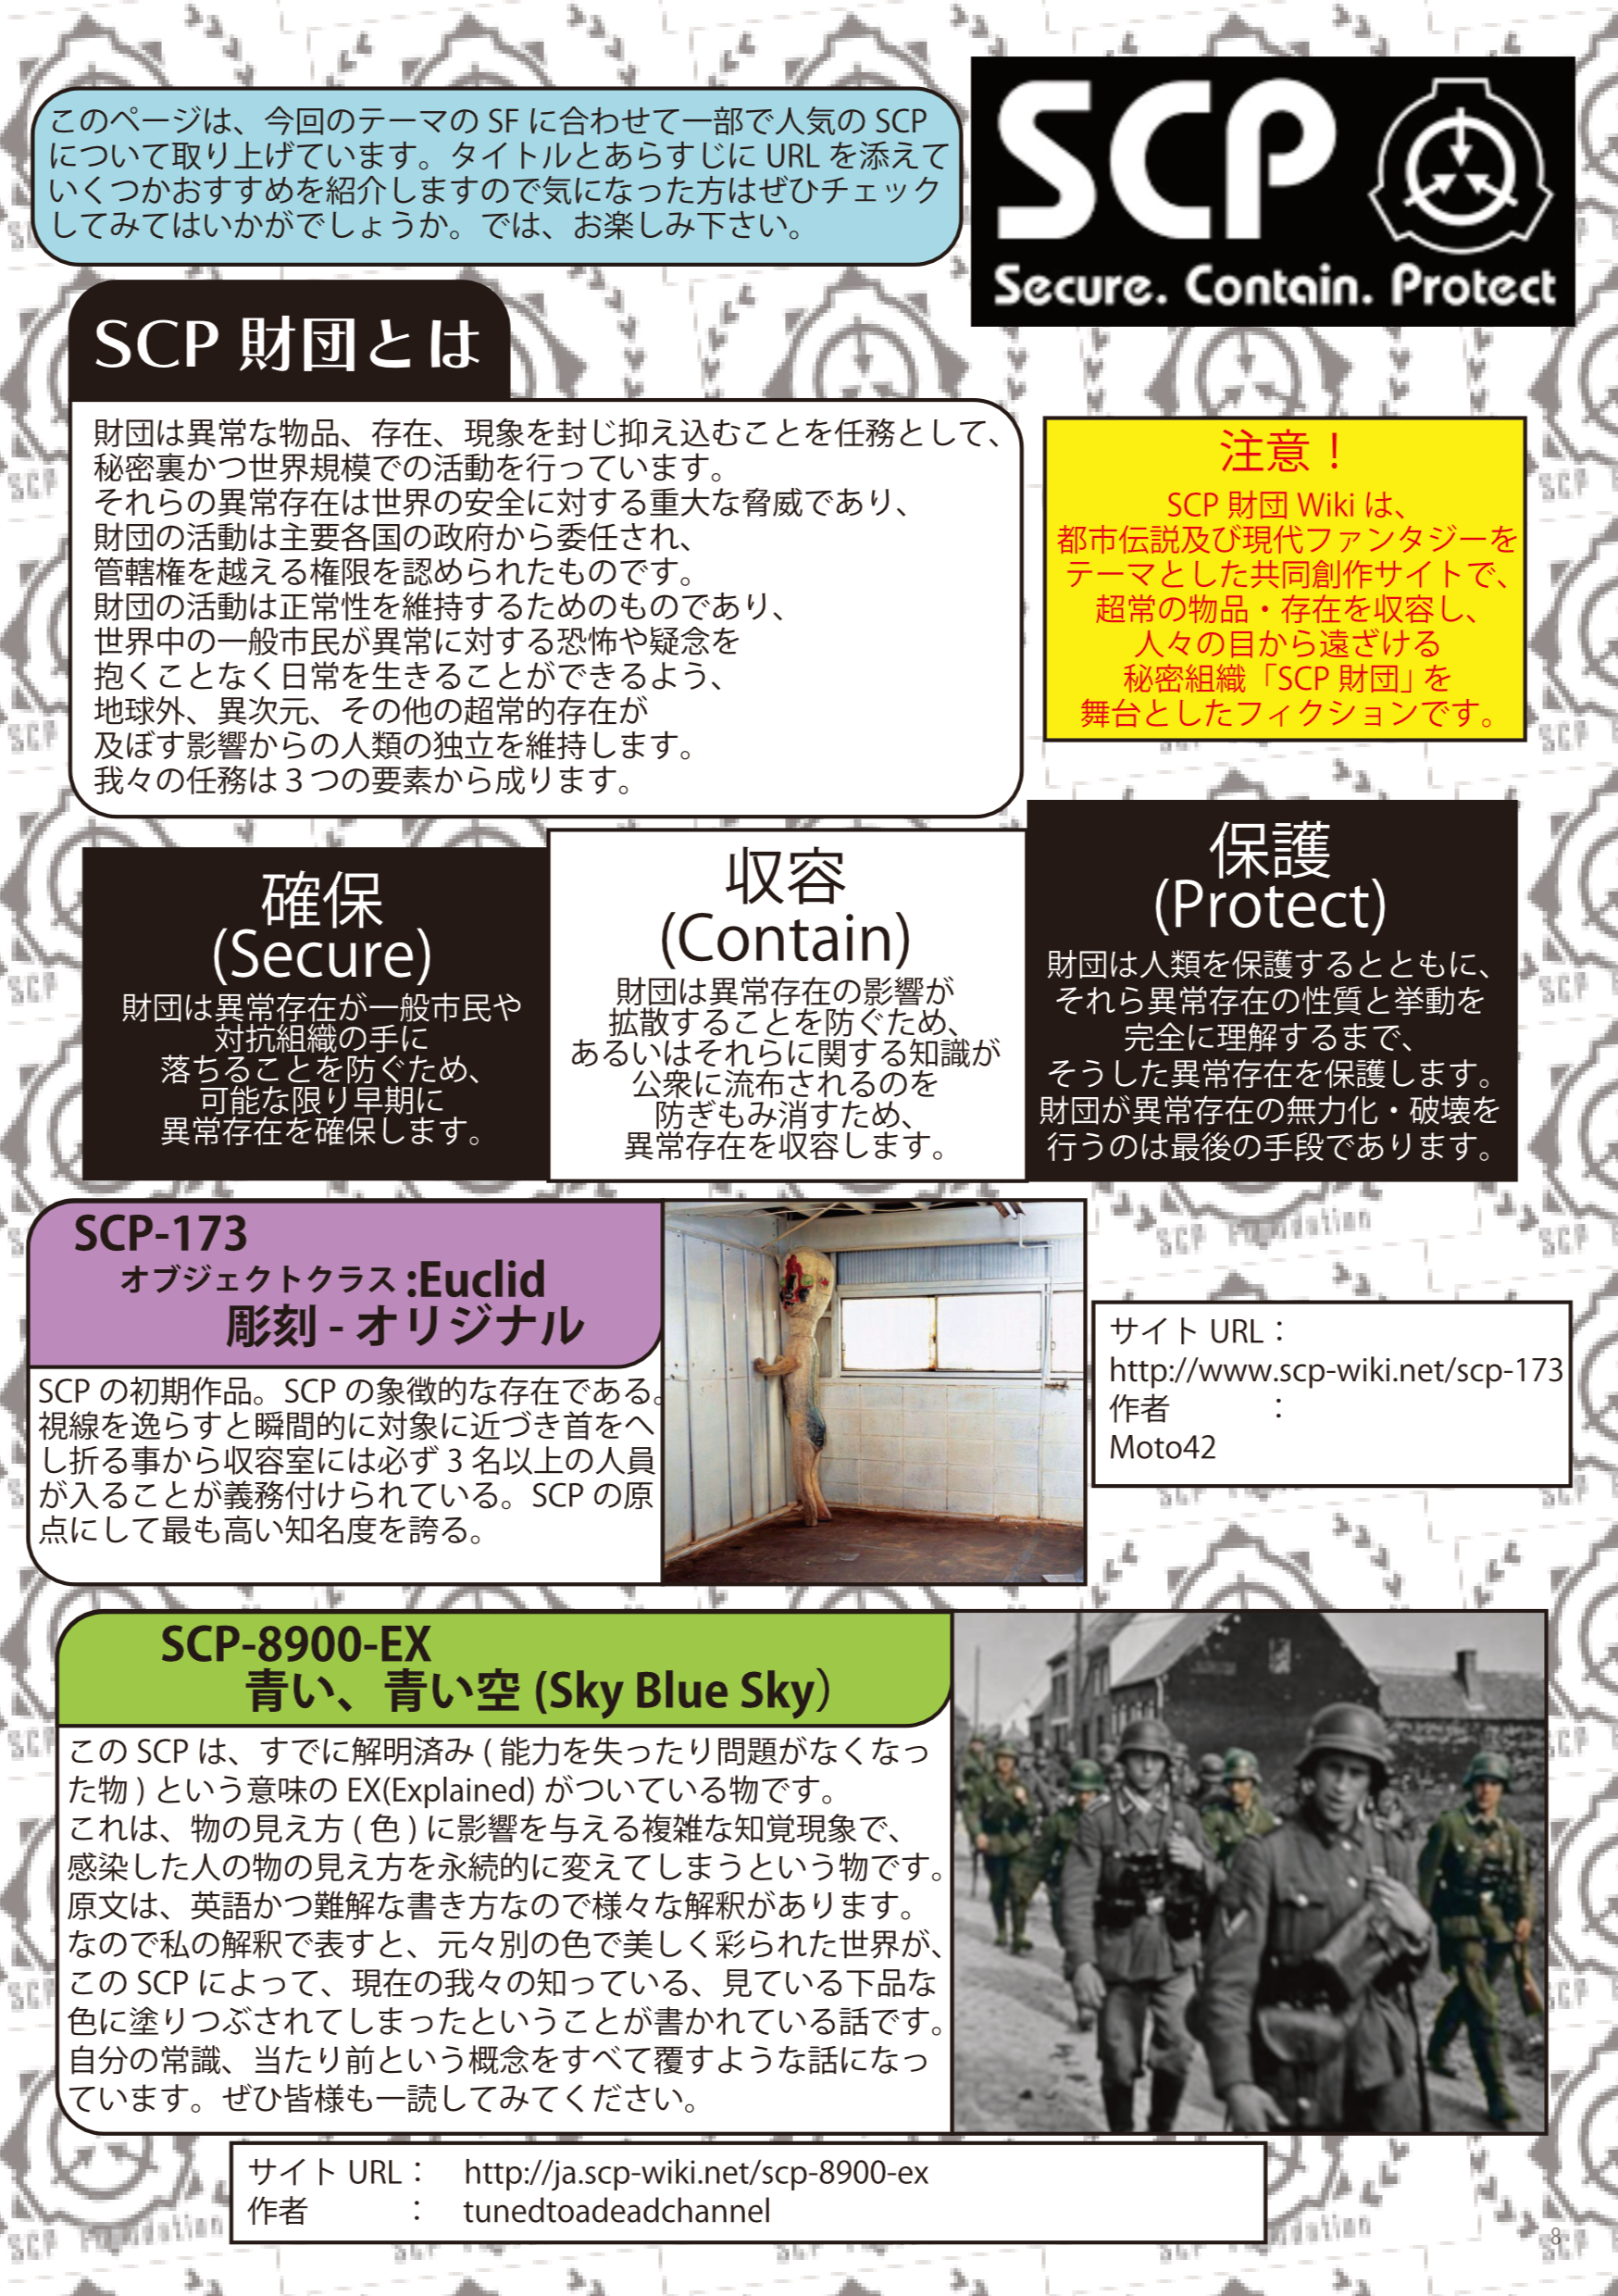 このページは、今回のテーマの SF に合わせて一部で人気の SCP
について取り上げています。タイトルとあらすじに URL を添えて
いくつかおすすめを紹介しますので気になった方はぜひチェック
してみてはいかがでしょうか。では、お楽しみ下さい。
SCP
Secure. Contain. Protect
SCP 財団とは
財団は異常な物品、存在、現象を封じ抑え込むことを任務として、
秘密裏かつ世界規模での活動を行っています。
それらの異常存在は世界の安全に対する重大な脅威であり、
財団の活動は主要各国の政府から委任され、
管轄権を越える権限を認められたものです。
財団の活動は正常性を維持するためのものであり、
世界中の一般市民が異常に対する恐怖や疑念を
抱くことなく日常を生きることができるよう、
地球外、異次元、その他の超常的存在が
及ぼす影響からの人類の独立を維持します。
我々の任務は 3 つの要素から成ります。
注意！
SCP 財団 Wiki は、
都市伝説及び現代ファンタジーを
テーマとした共同創作サイトで、
超常の物品・存在を収容し、
人々の目から遠ざける
秘密組織「SCP 財団」を
舞台としたフィクションです。
確保
(Secure)
財団は異常存在が一般市民や
対抗組織の手に
落ちることを防ぐため、
可能な限り早期に
異常存在を確保します。
収容
(Contain)
財団は異常存在の影響が
拡散することを防ぐため、
あるいはそれらに関する知識が
公衆に流布されるのを
防ぎもみ消すため、
異常存在を収容します。
保護
(Protect)
財団は人類を保護するとともに、
それら異常存在の性質と挙動を
完全に理解するまで、
そうした異常存在を保護します。
財団が異常存在の無力化・破壊を
行うのは最後の手段であります。
SCP-173
オブジェクトクラス :Euclid
彫刻 - オリジナル
SCP の初期作品。SCP の象徴的な存在である。
視線を逸らすと瞬間的に対象に近づき首をへ
し折る事から収容室には必ず 3 名以上の人員
が入ることが義務付けられている。SCP の原
点にして最も高い知名度を誇る。
サイト URL：
http://www.scp-wiki.net/scp-173
作者　　　：
Moto42
SCP-8900-EX
青い、青い空 (Sky Blue Sky）
この SCP は、すでに解明済み ( 能力を失ったり問題がなくなっ
た物 ) という意味の EX(Explained) がついている物です。
これは、物の見え方 ( 色 ) に影響を与える複雑な知覚現象で、
感染した人の物の見え方を永続的に変えてしまうという物です。
原文は、英語かつ難解な書き方なので様々な解釈があります。
なので私の解釈で表すと、元々別の色で美しく彩られた世界が、
この SCP によって、現在の我々の知っている、見ている下品な
色に塗りつぶされてしまったということが書かれている話です。
自分の常識、当たり前という概念をすべて覆すような話になっ
ています。ぜひ皆様も一読してみてください。
サイト URL：　http://ja.scp-wiki.net/scp-8900-ex
作者　　　：　tunedtoadeadchannel
8